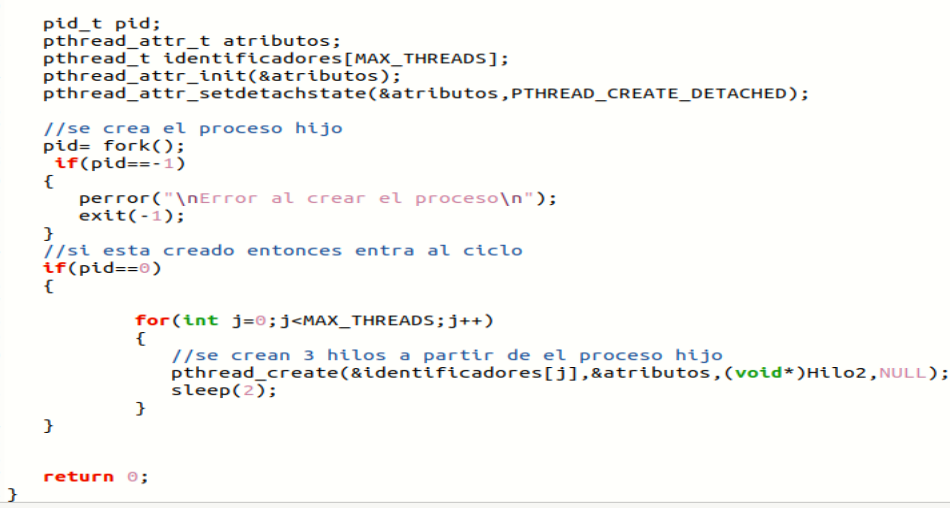 pid_t pid;
pthread_attr_t atributos;
pthread_t identificadores[MAX_THREADS];
pthread_attr_init(&atributos);
pthread_attr_setdetachstate(&atributos,PTHREAD_CREATE_DETACHED);
//se crea el proceso hijo
pid= fork();
if(pid==-1)
{
perror("\nError al crear el proceso\n");
exit(-1);
}
//si esta creado entonces entra al ciclo
if(pid==0)
{
for(int j=0;j<MAX_THREADS;j++)
{
//se crean 3 hilos a partir de el proceso hijo
pthread_create(&identificadores[j],&atributos,(void*)Hilo2,NULL);
sleep(2);
}
}
return 0;
}